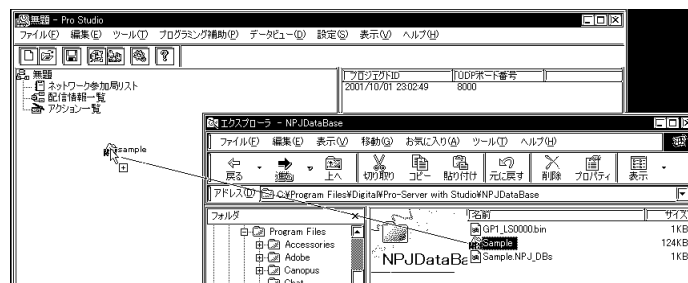 無題 - Pro Studio
ファイル(F) 編集(E) ツール(T) プログラミング補助(P) データビュー(D) 設定(S) 表示(V) ヘルプ(H)
無題
ネットワーク参加局リスト
配信情報一覧
アクション一覧
プロジェクトID UDPポート番号
2001/10/01 23:02:49 8000
sample
エクスプローラ - NPJDataBase
ファイル(F) 編集(E) 表示(V) 移動(G) お気に入り(A) ツール(T) ヘルプ(H)
戻る 進む 上へ 切り取り コピー 貼り付け 元に戻す 削除 プロパティ 表示
アドレス(D) C:¥Program Files¥Digital¥Pro-Server with Studio¥NPJDataBase
フォルダ
Program Files
Accessories
Adobe
Canopus
Chat
NPJDataBa
名前 サイズ
GP1_LS0000.bin 1KB
Sample 124KB
Sample.NPJ_DBs 1KB